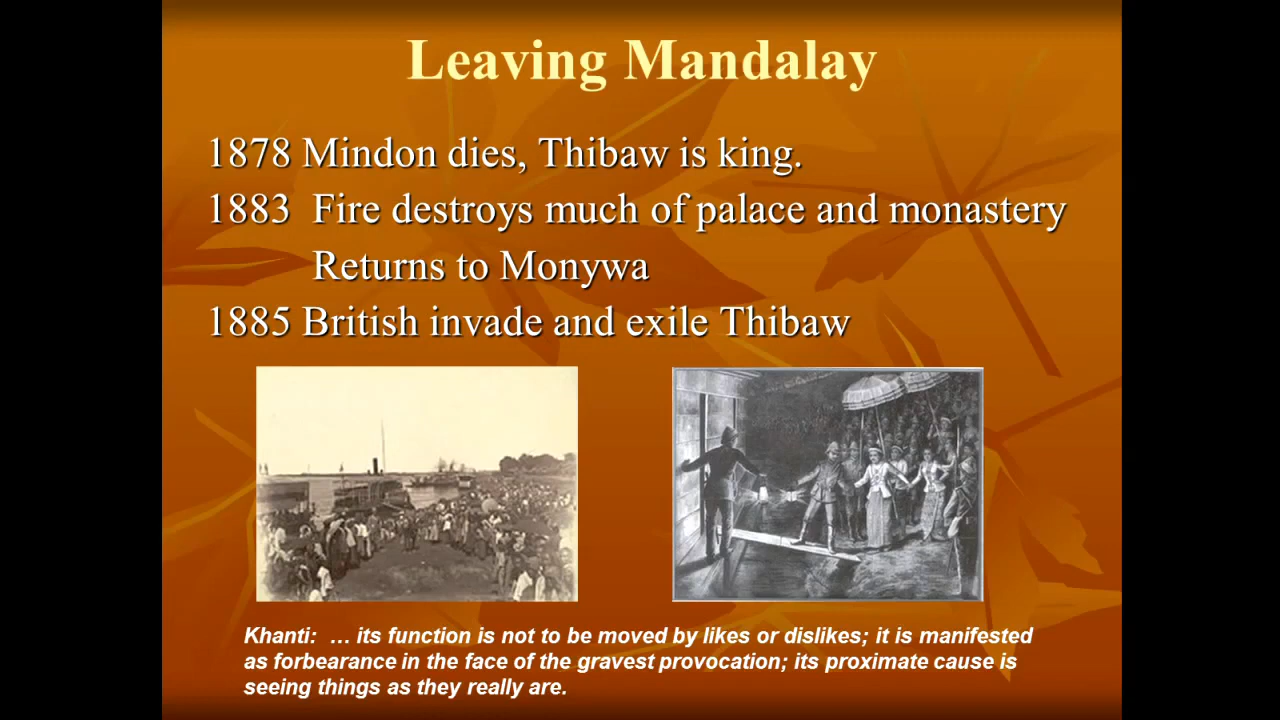 Leaving Mandalay
1878 Mindon dies, Thibaw is king.
1883 Fire destroys much of palace and monastery
Returns to Monywa
1885 British invade and exile Thibaw
Khanti: … its function is not to be moved by likes or dislikes; it is manifested
as forbearance in the face of the gravest provocation; its proximate cause is
seeing things as they really are.